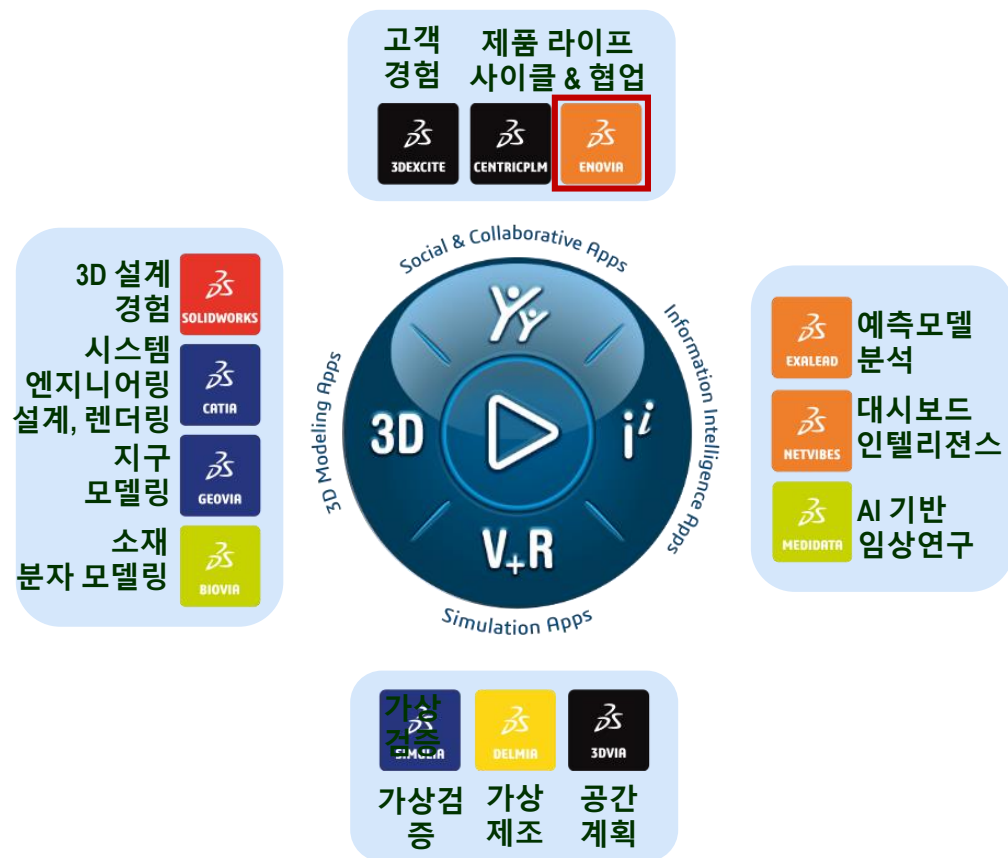 고객
경험
제품 라이프
사이클 & 협업
3DEXCITE
CENTRICPLM
ENOVIA
Social & Collaborative Apps
3D 설계
경험
SOLIDWORKS
시스템
엔지니어링
설계, 렌더링
CATIA
지구
모델링
GEOVIA
소재
분자 모델링
BIOVIA
3D Modeling Apps
3D
i i
V+R
Information Intelligence Apps
Simulation Apps
EXALEAD
예측모델
분석
NETVIBES
대시보드
인텔리젼스
MEDIDATA
AI 기반
임상연구
가상
검증
SIMULIA
DELMIA
3DVIA
가상검
증
가상
제조
공간
계획